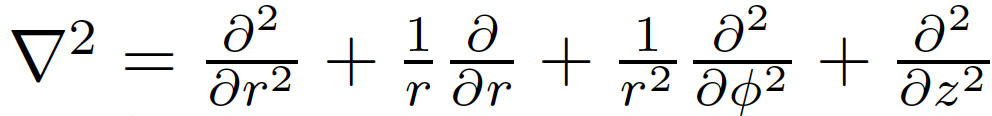 ∇² = ∂²/∂r² + 1/r ∂/∂r + 1/r² ∂²/∂ϕ² + ∂²/∂z²